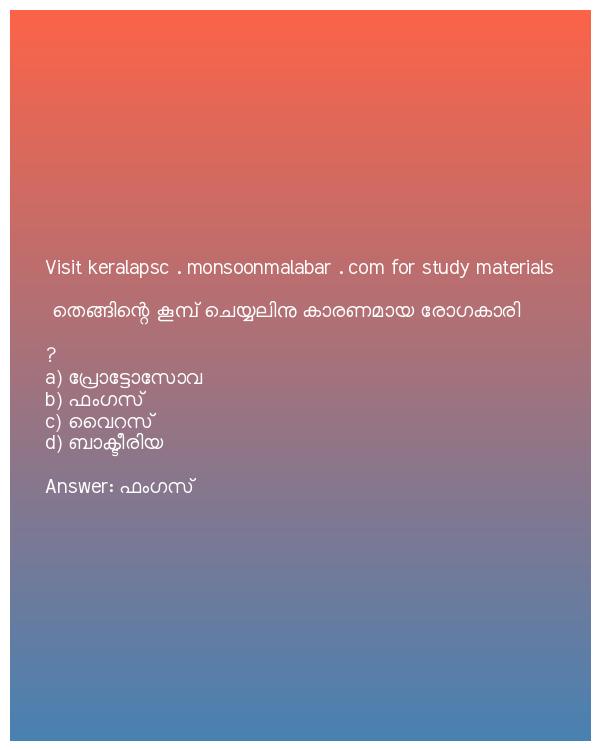 Visit keralapsc . monsoonmalabar . com for study materials
തെങ്ങിന്റെ കൂമ്പ് ചെയ്യലിനു കാരണമായ രോഗകാരി
?
a) പ്രോട്ടോസോവ
b) ഫംഗസ്
c) വൈറസ്
d) ബാക്ടീരിയ
Answer: ഫംഗസ്